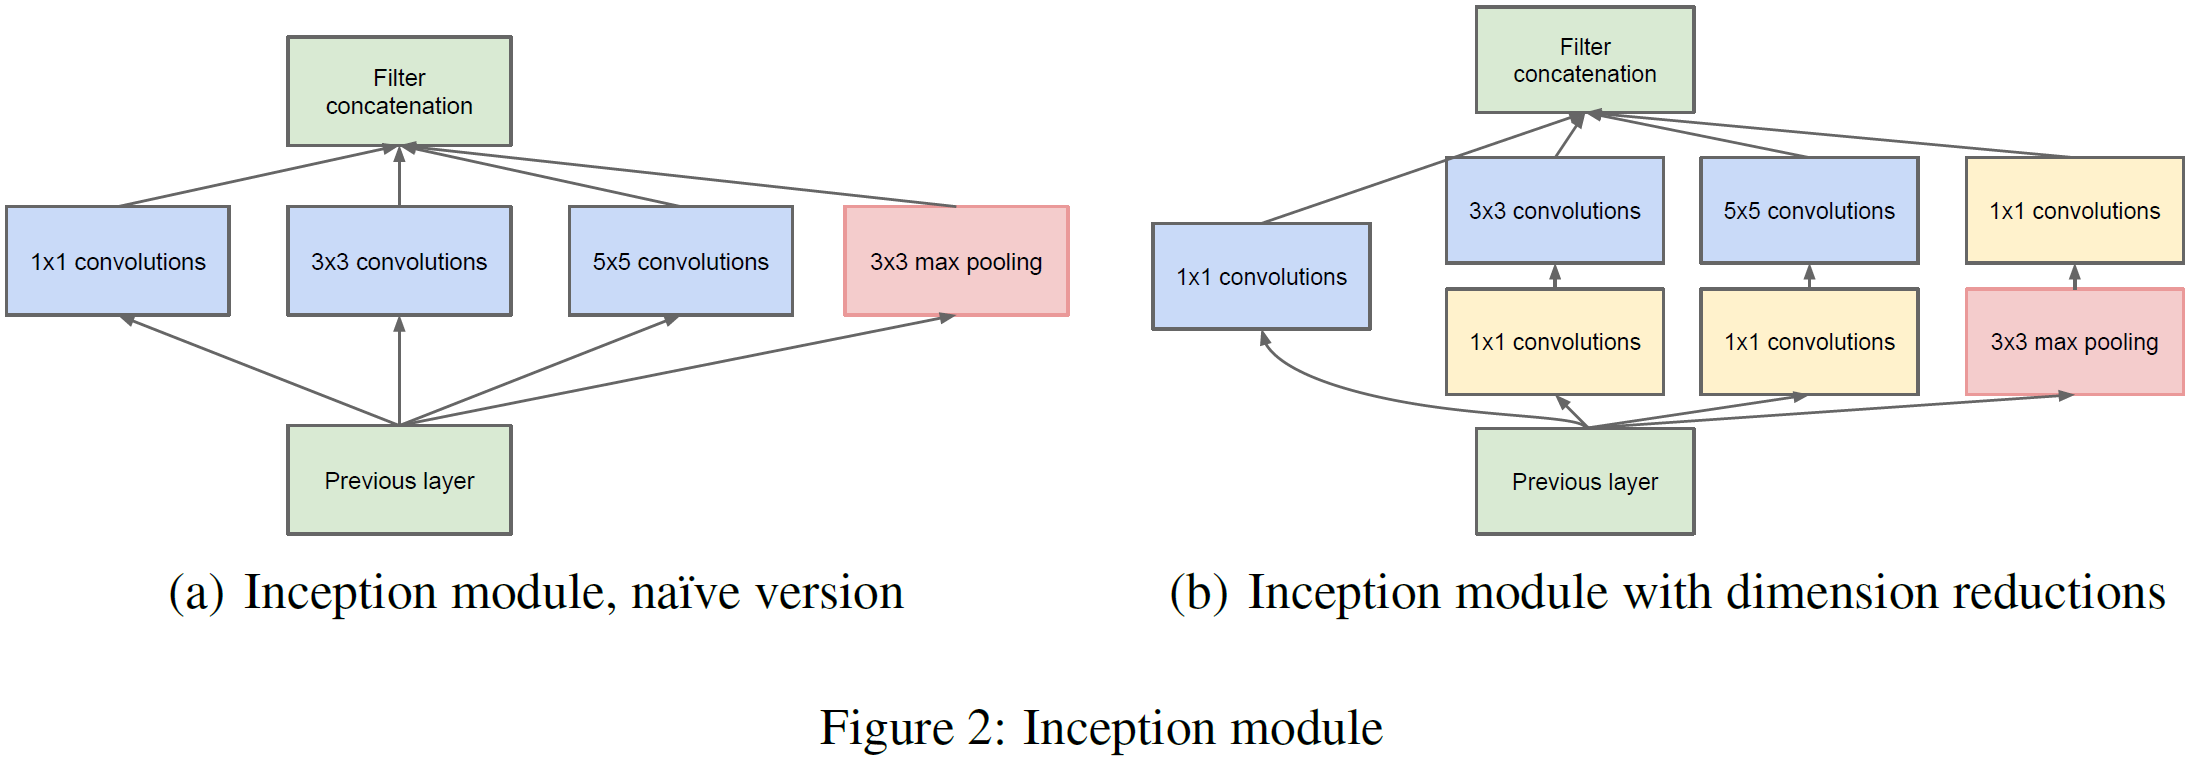 Filter
concatenation
1x1 convolutions
3x3 convolutions
5x5 convolutions
3x3 max pooling
Previous layer
(a) Inception module, naïve version
Filter
concatenation
3x3 convolutions
5x5 convolutions
1x1 convolutions
1x1 convolutions
1x1 convolutions
1x1 convolutions
3x3 max pooling
Previous layer
(b) Inception module with dimension reductions
Figure 2: Inception module